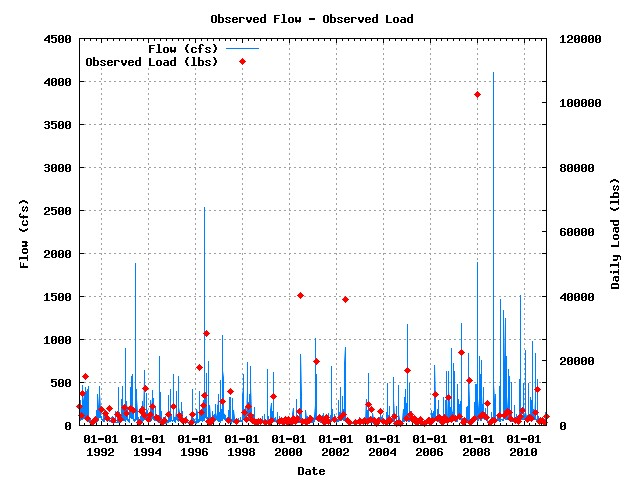 Observed Flow - Observed Load
Flow (cfs)
Observed Load (lbs)
4500
4000
3500
3000
2500
2000
1500
1000
500
0
Flow (cfs)
120000
100000
80000
60000
40000
20000
0
Daily Load (lbs)
01-01 01-01 01-01 01-01 01-01 01-01 01-01 01-01 01-01 01-01
1992 1994 1996 1998 2000 2002 2004 2006 2008 2010
Date